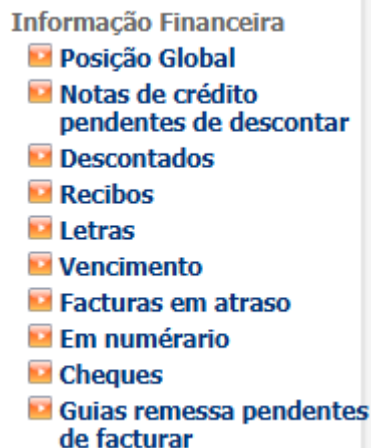 Informação Financeira
Posição Global
Notas de crédito
pendentes de descontar
Descontados
Recibos
Letras
Vencimento
Facturas em atraso
Em numérario
Cheques
Guias remessa pendentes
de facturar